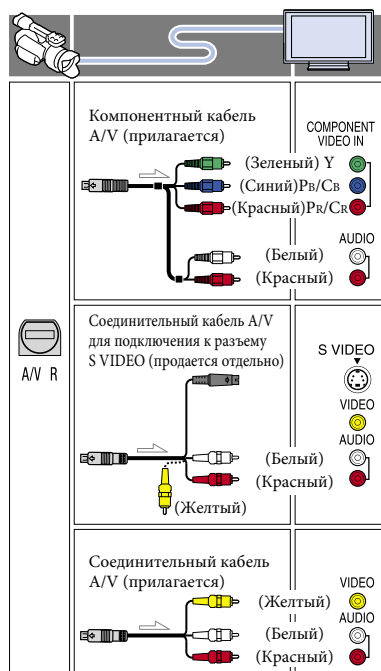 Компонентный кабель
A/V (прилагается)
COMPONENT
VIDEO IN
(Зеленый) Y
(Синий)PB/CB
(Красный)PR/CR
AUDIO
(Белый)
(Красный)
A/V R
Соединительный кабель A/V
для подключения к разъему
S VIDEO (продается отдельно)
S VIDEO
VIDEO
AUDIO
(Белый)
(Красный)
(Желтый)
Соединительный кабель
A/V (прилагается)
VIDEO
(Желтый)
AUDIO
(Белый)
(Красный)